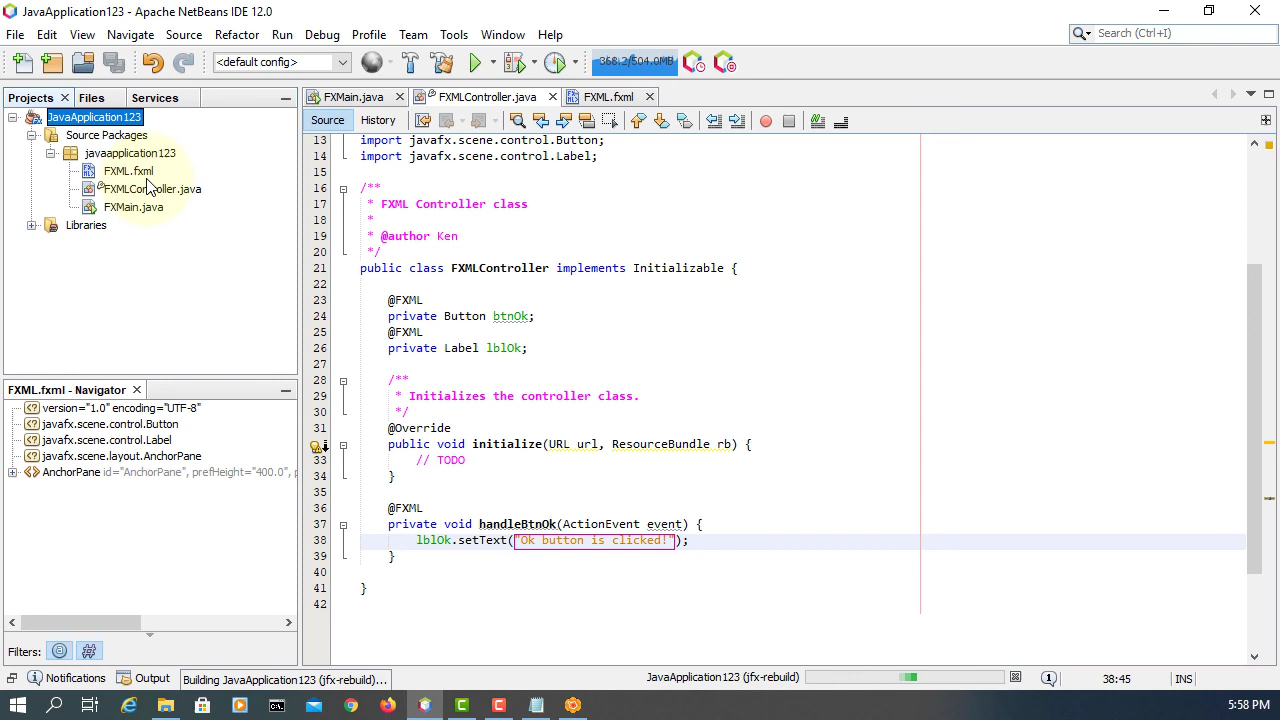 JavaApplication123 - Apache NetBeans IDE 12.0
File Edit View Navigate Source Refactor Run Debug Profile Team Tools Window Help
Search (Ctrl+I)
<default config>
368.2/504.0MB
Projects Files Services
FXMain.java FXMLController.java FXML.fxml
JavaApplication123
Source Packages
javaapplication123
FXML.fxml
FXMLController.java
FXMain.java
Libraries
Source History
13 import javafx.scene.control.Button;
14 import javafx.scene.control.Label;
15
16 /**
17 * FXML Controller class
18 *
19 * @author Ken
20 */
21 public class FXMLController implements Initializable {
22
23 @FXML
24 private Button btnOk;
25 @FXML
26 private Label lblOk;
27
28 /**
29 * Initializes the controller class.
30 */
31 @Override
public void initialize(URL url, ResourceBundle rb) {
33 // TODO
34 }
35
36 @FXML
37 private void handleBtnOk(ActionEvent event) {
38 lblOk.setText("Ok button is clicked!");
39 }
40
41 }
42
FXML.fxml - Navigator
version="1.0" encoding="UTF-8"
javafx.scene.control.Button
javafx.scene.control.Label
javafx.scene.layout.AnchorPane
AnchorPane id="AnchorPane", prefHeight="400.0", p
Filters:
Notifications Output Building JavaApplication123 (jfx-rebuild)... JavaApplication123 (jfx-rebuild) 1 38:45 INS
5:58 PM